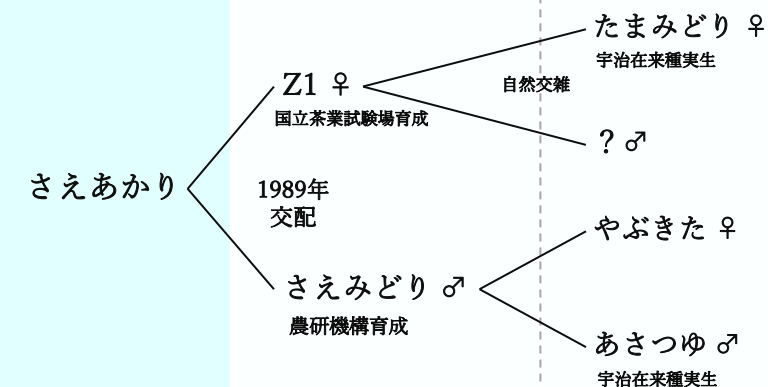 たまみどり ♀
宇治在来種実生
Z1 ♀
自然交雑
国立茶業試験場育成
? ♂
さえあかり
1989年
交配
やぶきた ♀
さえみどり ♂
農研機構育成
あさつゆ ♂
宇治在来種実生